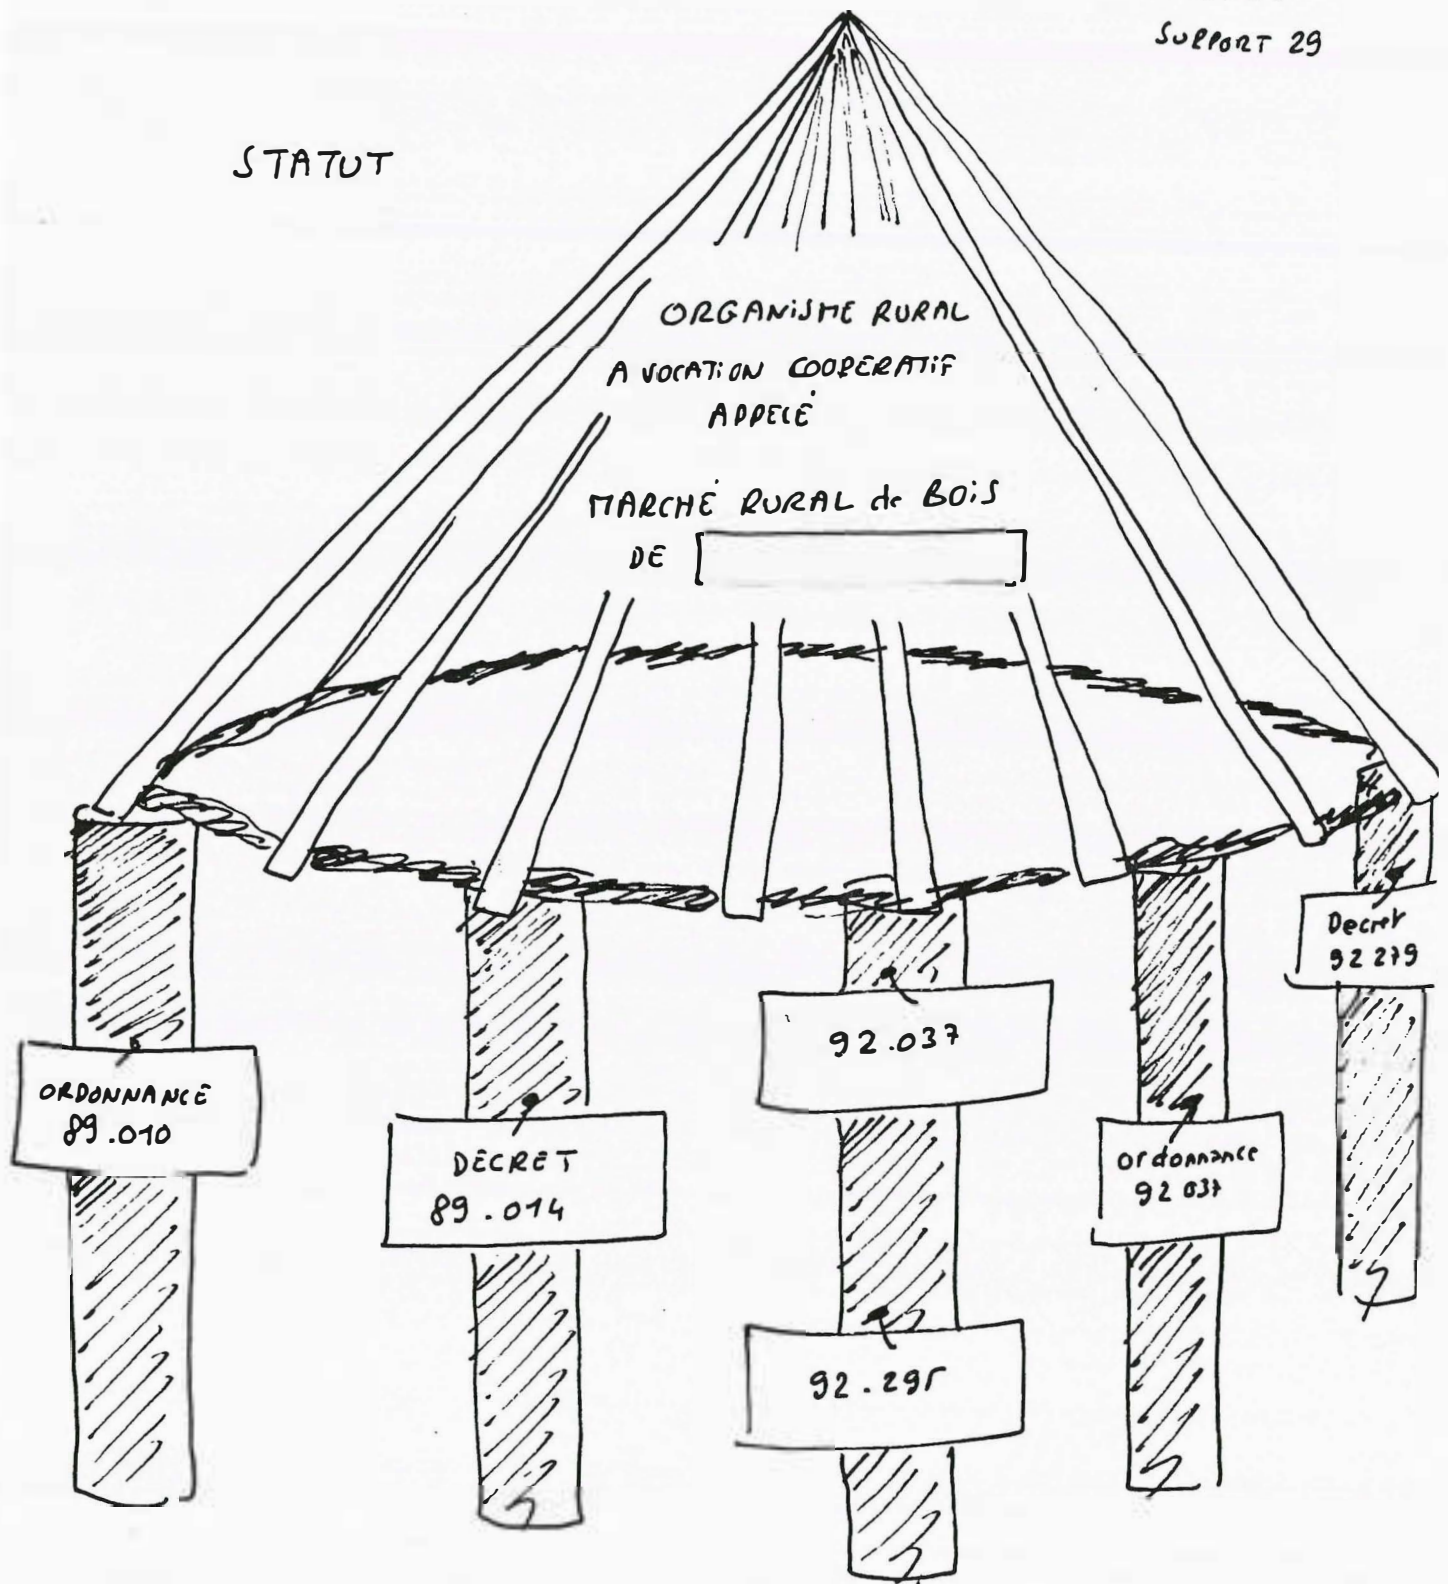 SUPPORT 29
STATUT
ORGANISME RURAL
A VOCATION COOPERATIF
APPELÉ
MARCHÉ RURAL de BOIS
DE [ ]
Decret
92 279
92.037
ORDONNANCE
89.010
DECRET
89.014
ordonnance
92 037
92.295